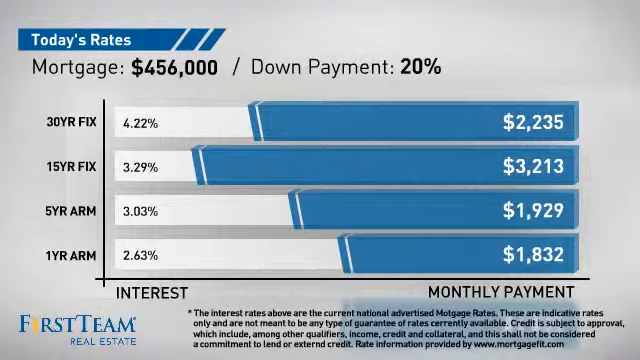 Today's Rates
Mortgage: $456,000 / Down Payment: 20%
30YR FIX 4.22% $2,235
15YR FIX 3.29% $3,213
5YR ARM 3.03% $1,929
1YR ARM 2.63% $1,832
INTEREST MONTHLY PAYMENT
* The interest rates above are the current national advertised Motgage Rates. These are indicative rates
only and are not meant to be any type of guarantee of rates cerrently available. Credit is subject to approval,
which include, among other qualifiers, income, credit and collateral, and this shall not be considered
a commitment to lend or externd credit. Rate information provided by www.mortgagefit.com
FIRSTTEAM®
REAL ESTATE